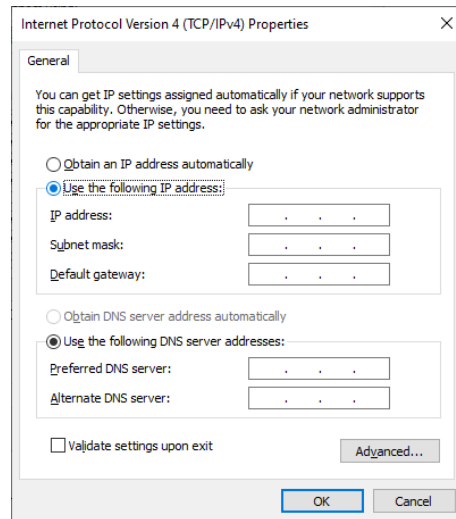 Internet Protocol Version 4 (TCP/IPv4) Properties
General
You can get IP settings assigned automatically if your network supports
this capability. Otherwise, you need to ask your network administrator
for the appropriate IP settings.
Obtain an IP address automatically
Use the following IP address:
IP address:
. . .
Subnet mask:
. . .
Default gateway:
. . .
Obtain DNS server address automatically
Use the following DNS server addresses:
Preferred DNS server:
. . .
Alternate DNS server:
. . .
Validate settings upon exit
Advanced...
OK
Cancel